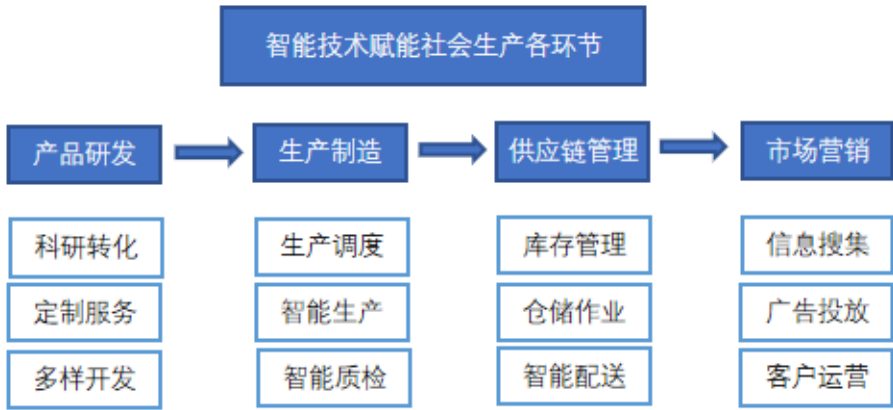 智能技术赋能社会生产各环节
产品研发
生产制造
供应链管理
市场营销
科研转化
生产调度
库存管理
信息搜集
定制服务
智能生产
仓储作业
广告投放
多样开发
智能质检
智能配送
客户运营